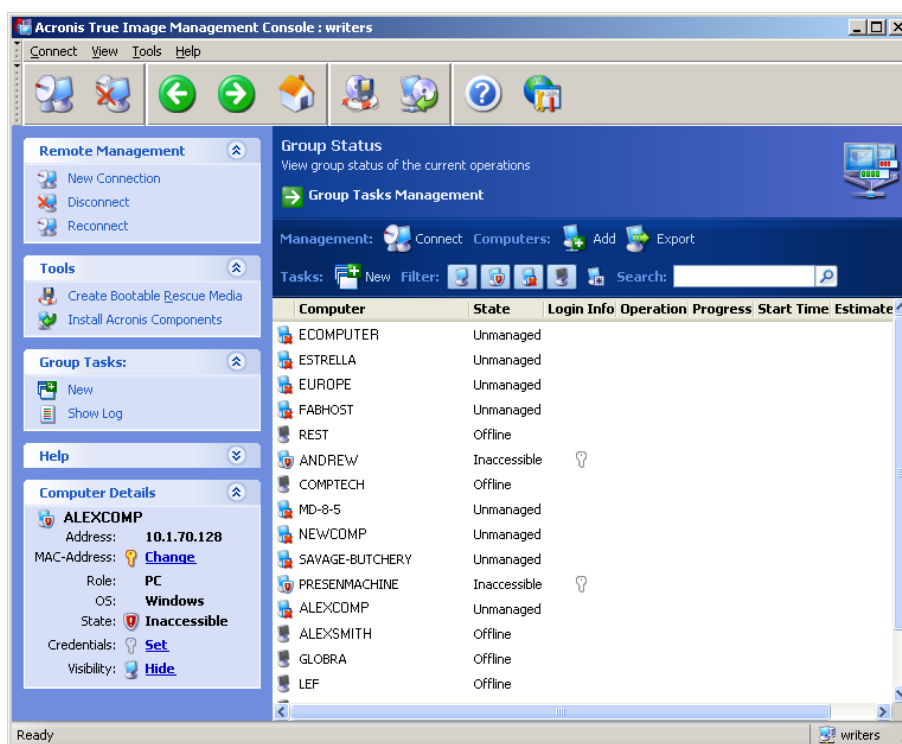 Acronis True Image Management Console : writers
Connect View Tools Help
Remote Management
New Connection
Disconnect
Reconnect
Tools
Create Bootable Rescue Media
Install Acronis Components
Group Tasks:
New
Show Log
Help
Computer Details
ALEXCOMP
Address: 10.1.70.128
MAC-Address: Change
Role: PC
OS: Windows
State: Inaccessible
Credentials: Set
Visibility: Hide
Group Status
View group status of the current operations
Group Tasks Management
Management: Connect Computers: Add Export
Tasks: New Filter: Search:
Computer State Login Info Operation Progress Start Time Estimate
ECOMPUTER Unmanaged
ESTRELLA Unmanaged
EUROPE Unmanaged
FABHOST Unmanaged
REST Offline
ANDREW Inaccessible
COMPTECH Offline
MD-8-5 Unmanaged
NEWCOMP Unmanaged
SAVAGE-BUTCHERY Unmanaged
PRESENMACHINE Inaccessible
ALEXCOMP Unmanaged
ALEXSMITH Offline
GLOBRA Offline
LEF Offline
Ready writers